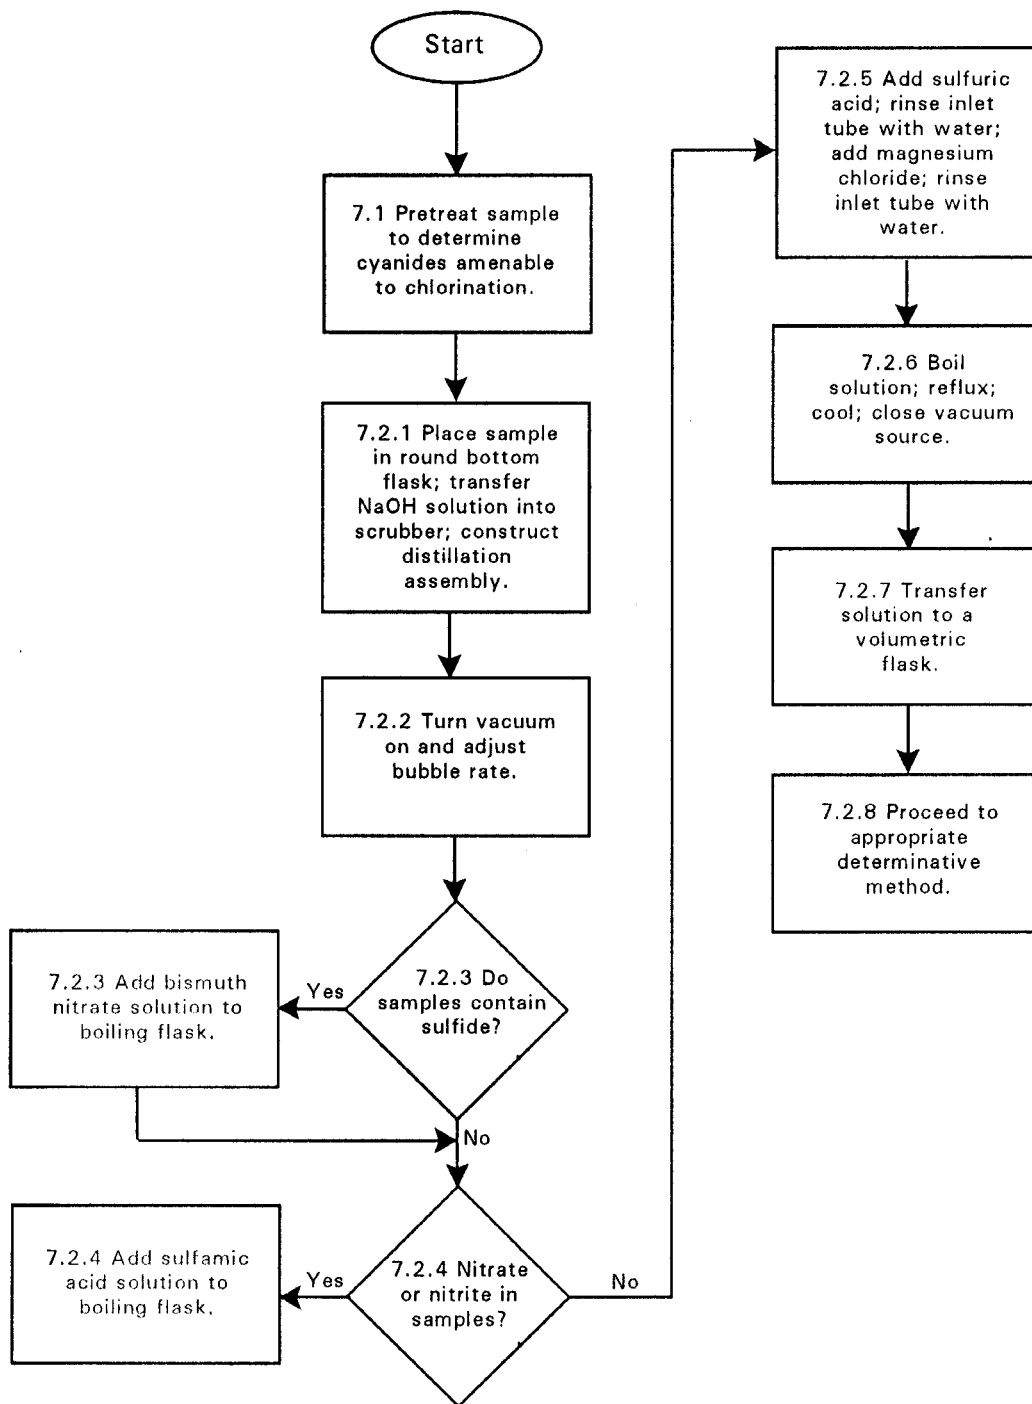 Start
7.1 Pretreat sample
to determine
cyanides amenable
to chlorination.
7.2.1 Place sample
in round bottom
flask; transfer
NaOH solution into
scrubber; construct
distillation
assembly.
7.2.2 Turn vacuum
on and adjust
bubble rate.
7.2.3 Do
samples contain
sulfide?
Yes
7.2.3 Add bismuth
nitrate solution to
boiling flask.
No
7.2.4 Nitrate
or nitrite in
samples?
Yes
7.2.4 Add sulfamic
acid solution to
boiling flask.
No
7.2.5 Add sulfuric
acid; rinse inlet
tube with water;
add magnesium
chloride; rinse
inlet tube with
water.
7.2.6 Boil
solution; reflux;
cool; close vacuum
source.
7.2.7 Transfer
solution to a
volumetric
flask.
7.2.8 Proceed to
appropriate
determinative
method.